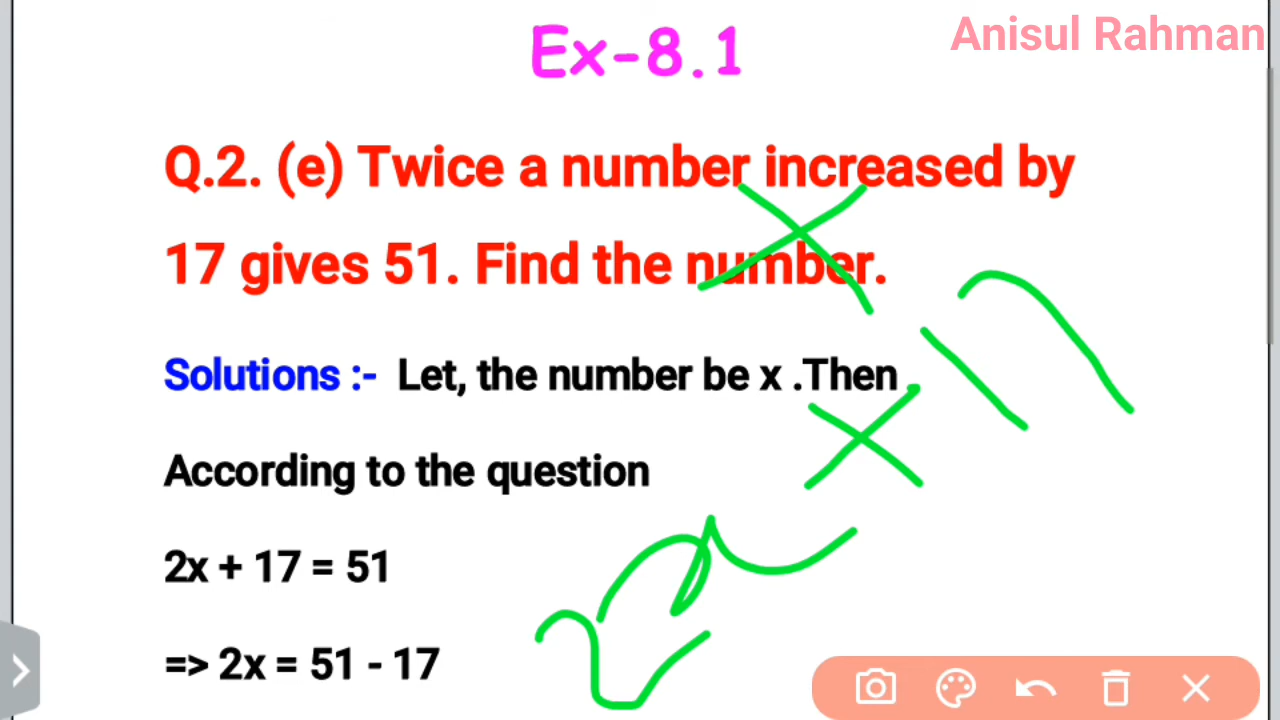 Anisul Rahman
Ex-8.1
Q.2. (e) Twice a number increased by
17 gives 51. Find the number.
Solutions :- Let, the number be x .Then
According to the question
2x + 17 = 51
=> 2x = 51 - 17